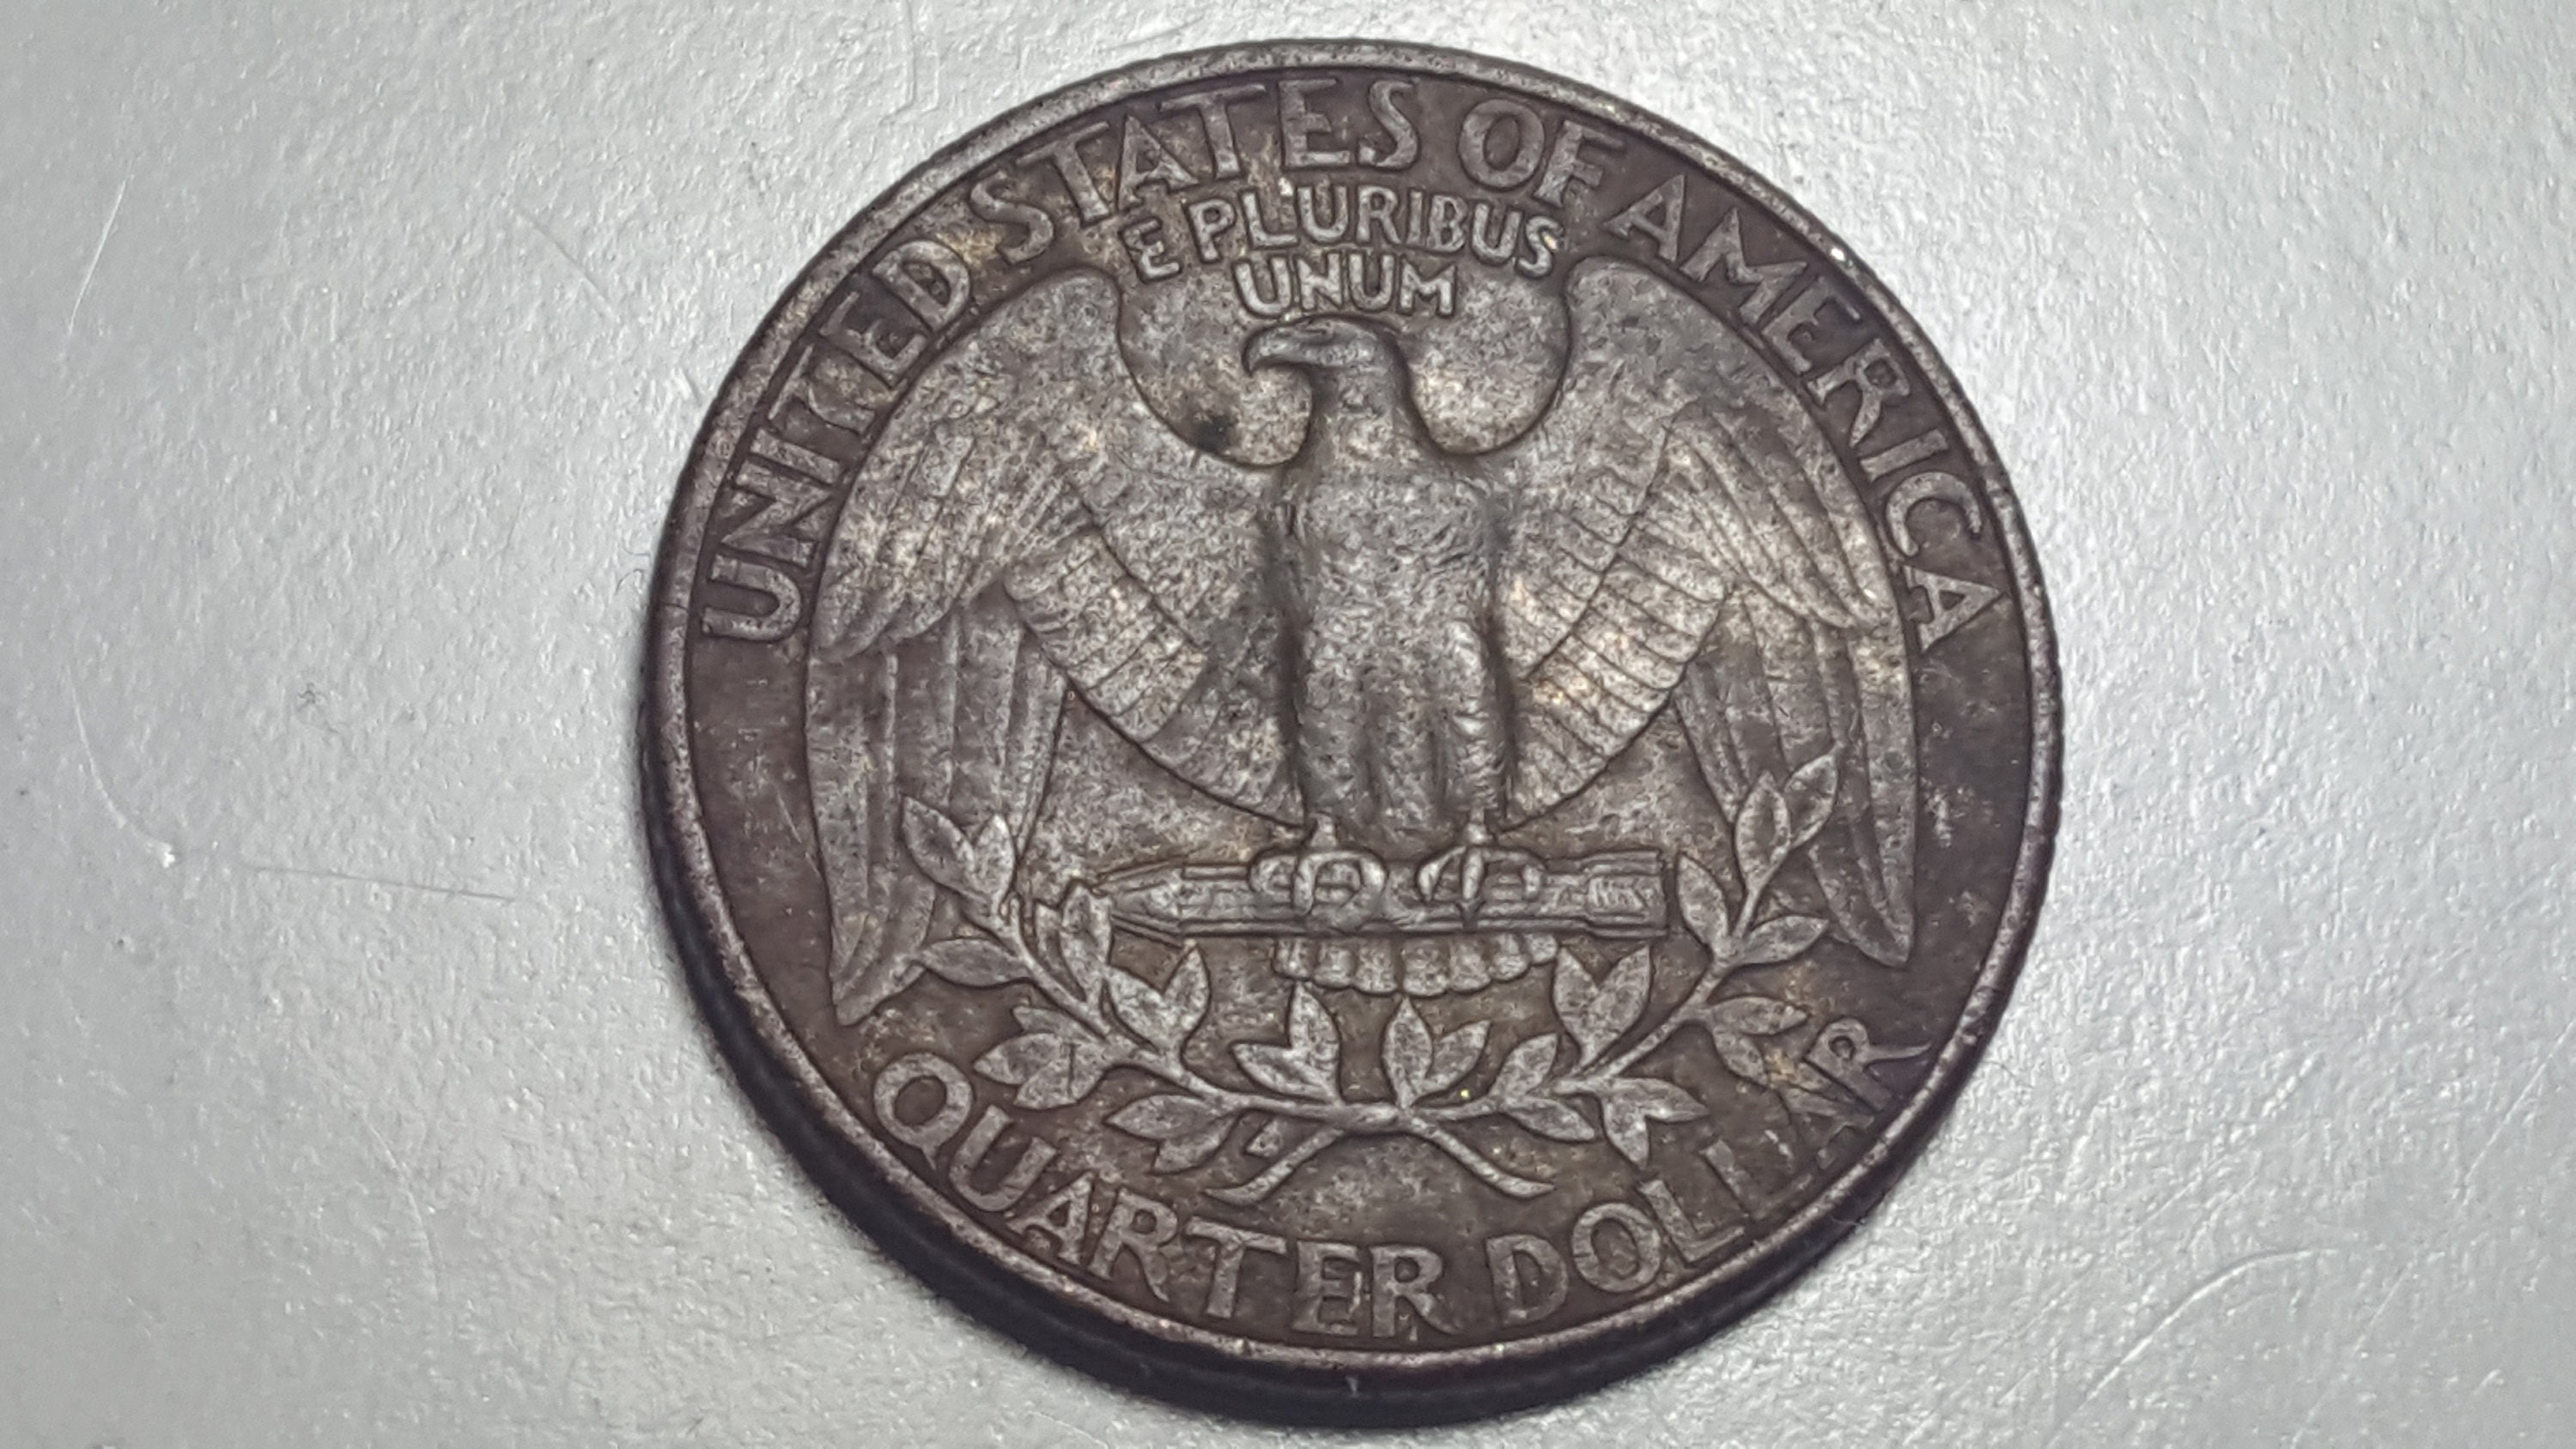 UNITED STATES OF AMERICA
E PLURIBUS
UNUM
QUARTER DOLLAR